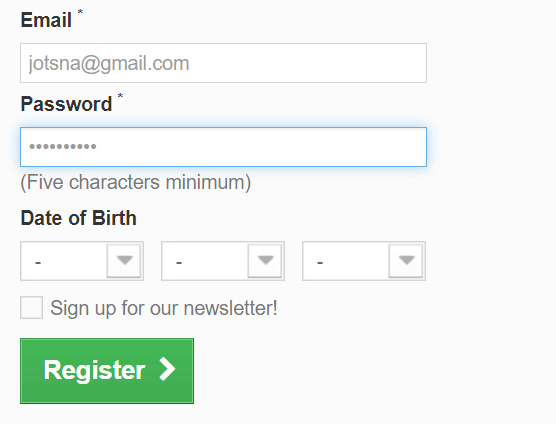 Email *
jotsna@gmail.com
Password *
••••••••••
(Five characters minimum)
Date of Birth
- - -
Sign up for our newsletter!
Register